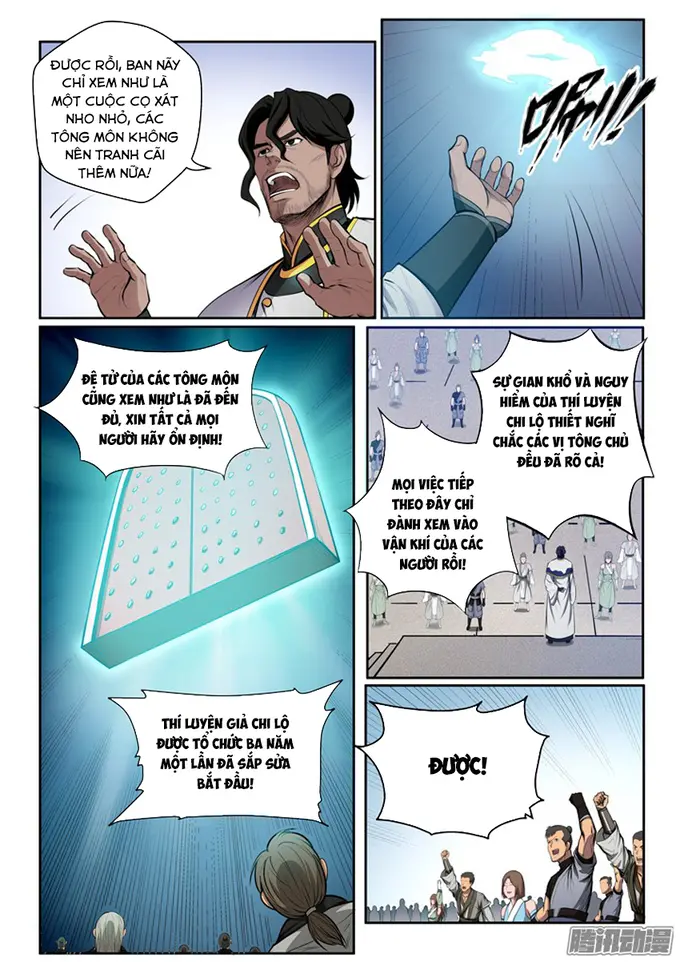 ĐƯỢC RỒI, BAN NÃY
CHỈ XEM NHƯ LÀ
MỘT CUỘC CỌ XÁT
NHO NHỎ, CÁC
TÔNG MÔN KHÔNG
NÊN TRANH CÃI
THÊM NỮA!
ĐỆ TỬ CỦA CÁC TÔNG MÔN
CŨNG XEM NHƯ LÀ ĐÃ ĐẾN
ĐỦ, XIN TẤT CẢ MỌI
NGƯỜI HÃY ỔN ĐỊNH!
SỰ GIAN KHỔ VÀ NGUY
HIỂM CỦA THÍ LUYỆN
CHI LỘ THIẾT NGHĨ
CHẮC CÁC VỊ TÔNG CHỦ
ĐỀU ĐÃ RÕ CẢ!
MỌI VIỆC TIẾP
THEO ĐÂY CHỈ
ĐÀNH XEM VÀO
VẬN KHÍ CỦA CÁC
NGƯỜI RỒI!
THÍ LUYỆN GIẢ CHI LỘ
ĐƯỢC TỔ CHỨC BA NĂM
MỘT LẦN ĐÃ SẮP SỬA
BẮT ĐẦU!
ĐƯỢC!
腾讯动漫